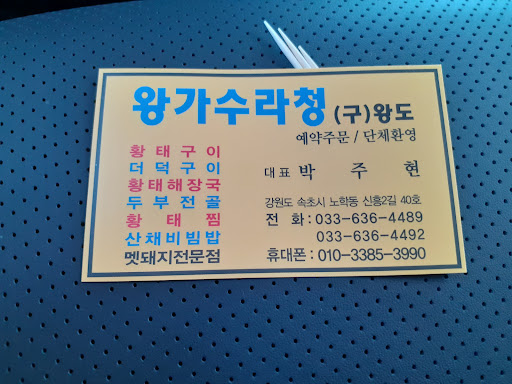 왕가수라청 (구)왕도
예약주문 / 단체환영
황태구이
더덕구이
황태해장국
두부전골
황태찜
산채비빔밥
멧돼지전문점
대표 박주현
강원도 속초시 노학동 신흥2길 40호
전 화 : 033-636-4489
033-636-4492
휴대폰 : 010-3385-3990